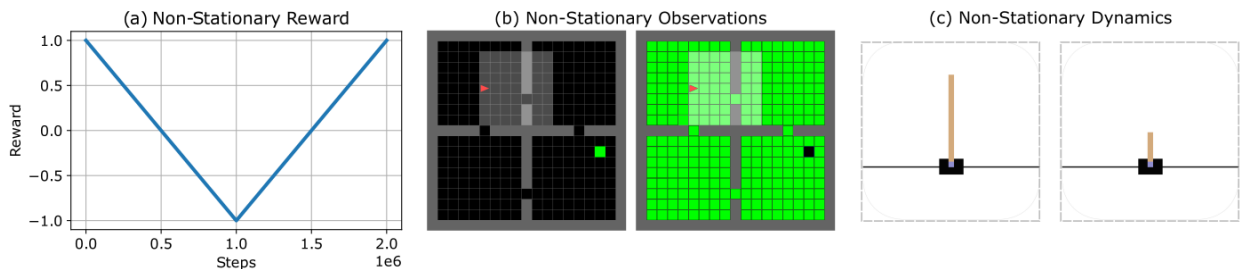 (a) Non-Stationary Reward
(b) Non-Stationary Observations
(c) Non-Stationary Dynamics
Reward
1.0
0.5
0.0
−0.5
−1.0
0.0
0.5
1.0
1.5
2.0
Steps
1e6